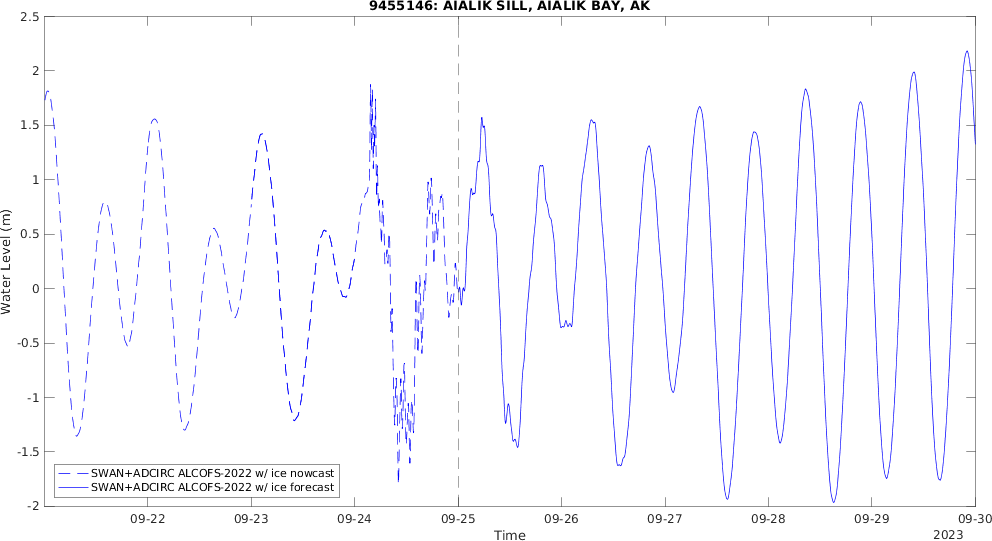 9455146: AIALIK SILL, AIALIK BAY, AK
2.5
2
1.5
1
0.5
0
-0.5
-1
-1.5
-2
Water Level (m)
SWAN+ADCIRC ALCOFS-2022 w/ ice nowcast
SWAN+ADCIRC ALCOFS-2022 w/ ice forecast
09-22 09-23 09-24 09-25 09-26 09-27 09-28 09-29 09-30
Time
2023